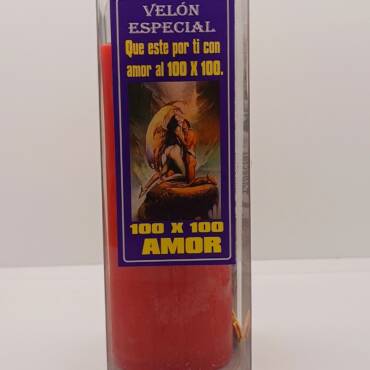 VELÓN
ESPECIAL
Que este por ti con
amor al 100 X 100.
100 X 100
AMOR